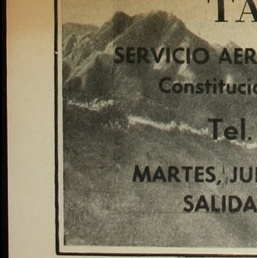 TA
SERVICIO AER
Constitucio
Tel.
MARTES, JU
SALIDA